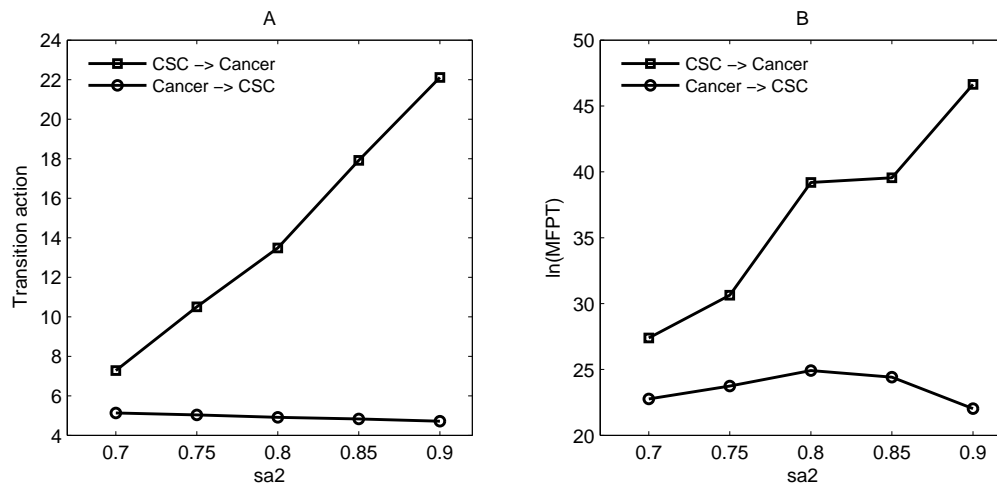 A
24
22
20
18
16
14
12
10
8
6
4
Transition action
CSC −> Cancer
Cancer −> CSC
0.7 0.75 0.8 0.85 0.9
sa2
B
50
45
40
35
30
25
20
ln(MFPT)
CSC −> Cancer
Cancer −> CSC
0.7 0.75 0.8 0.85 0.9
sa2